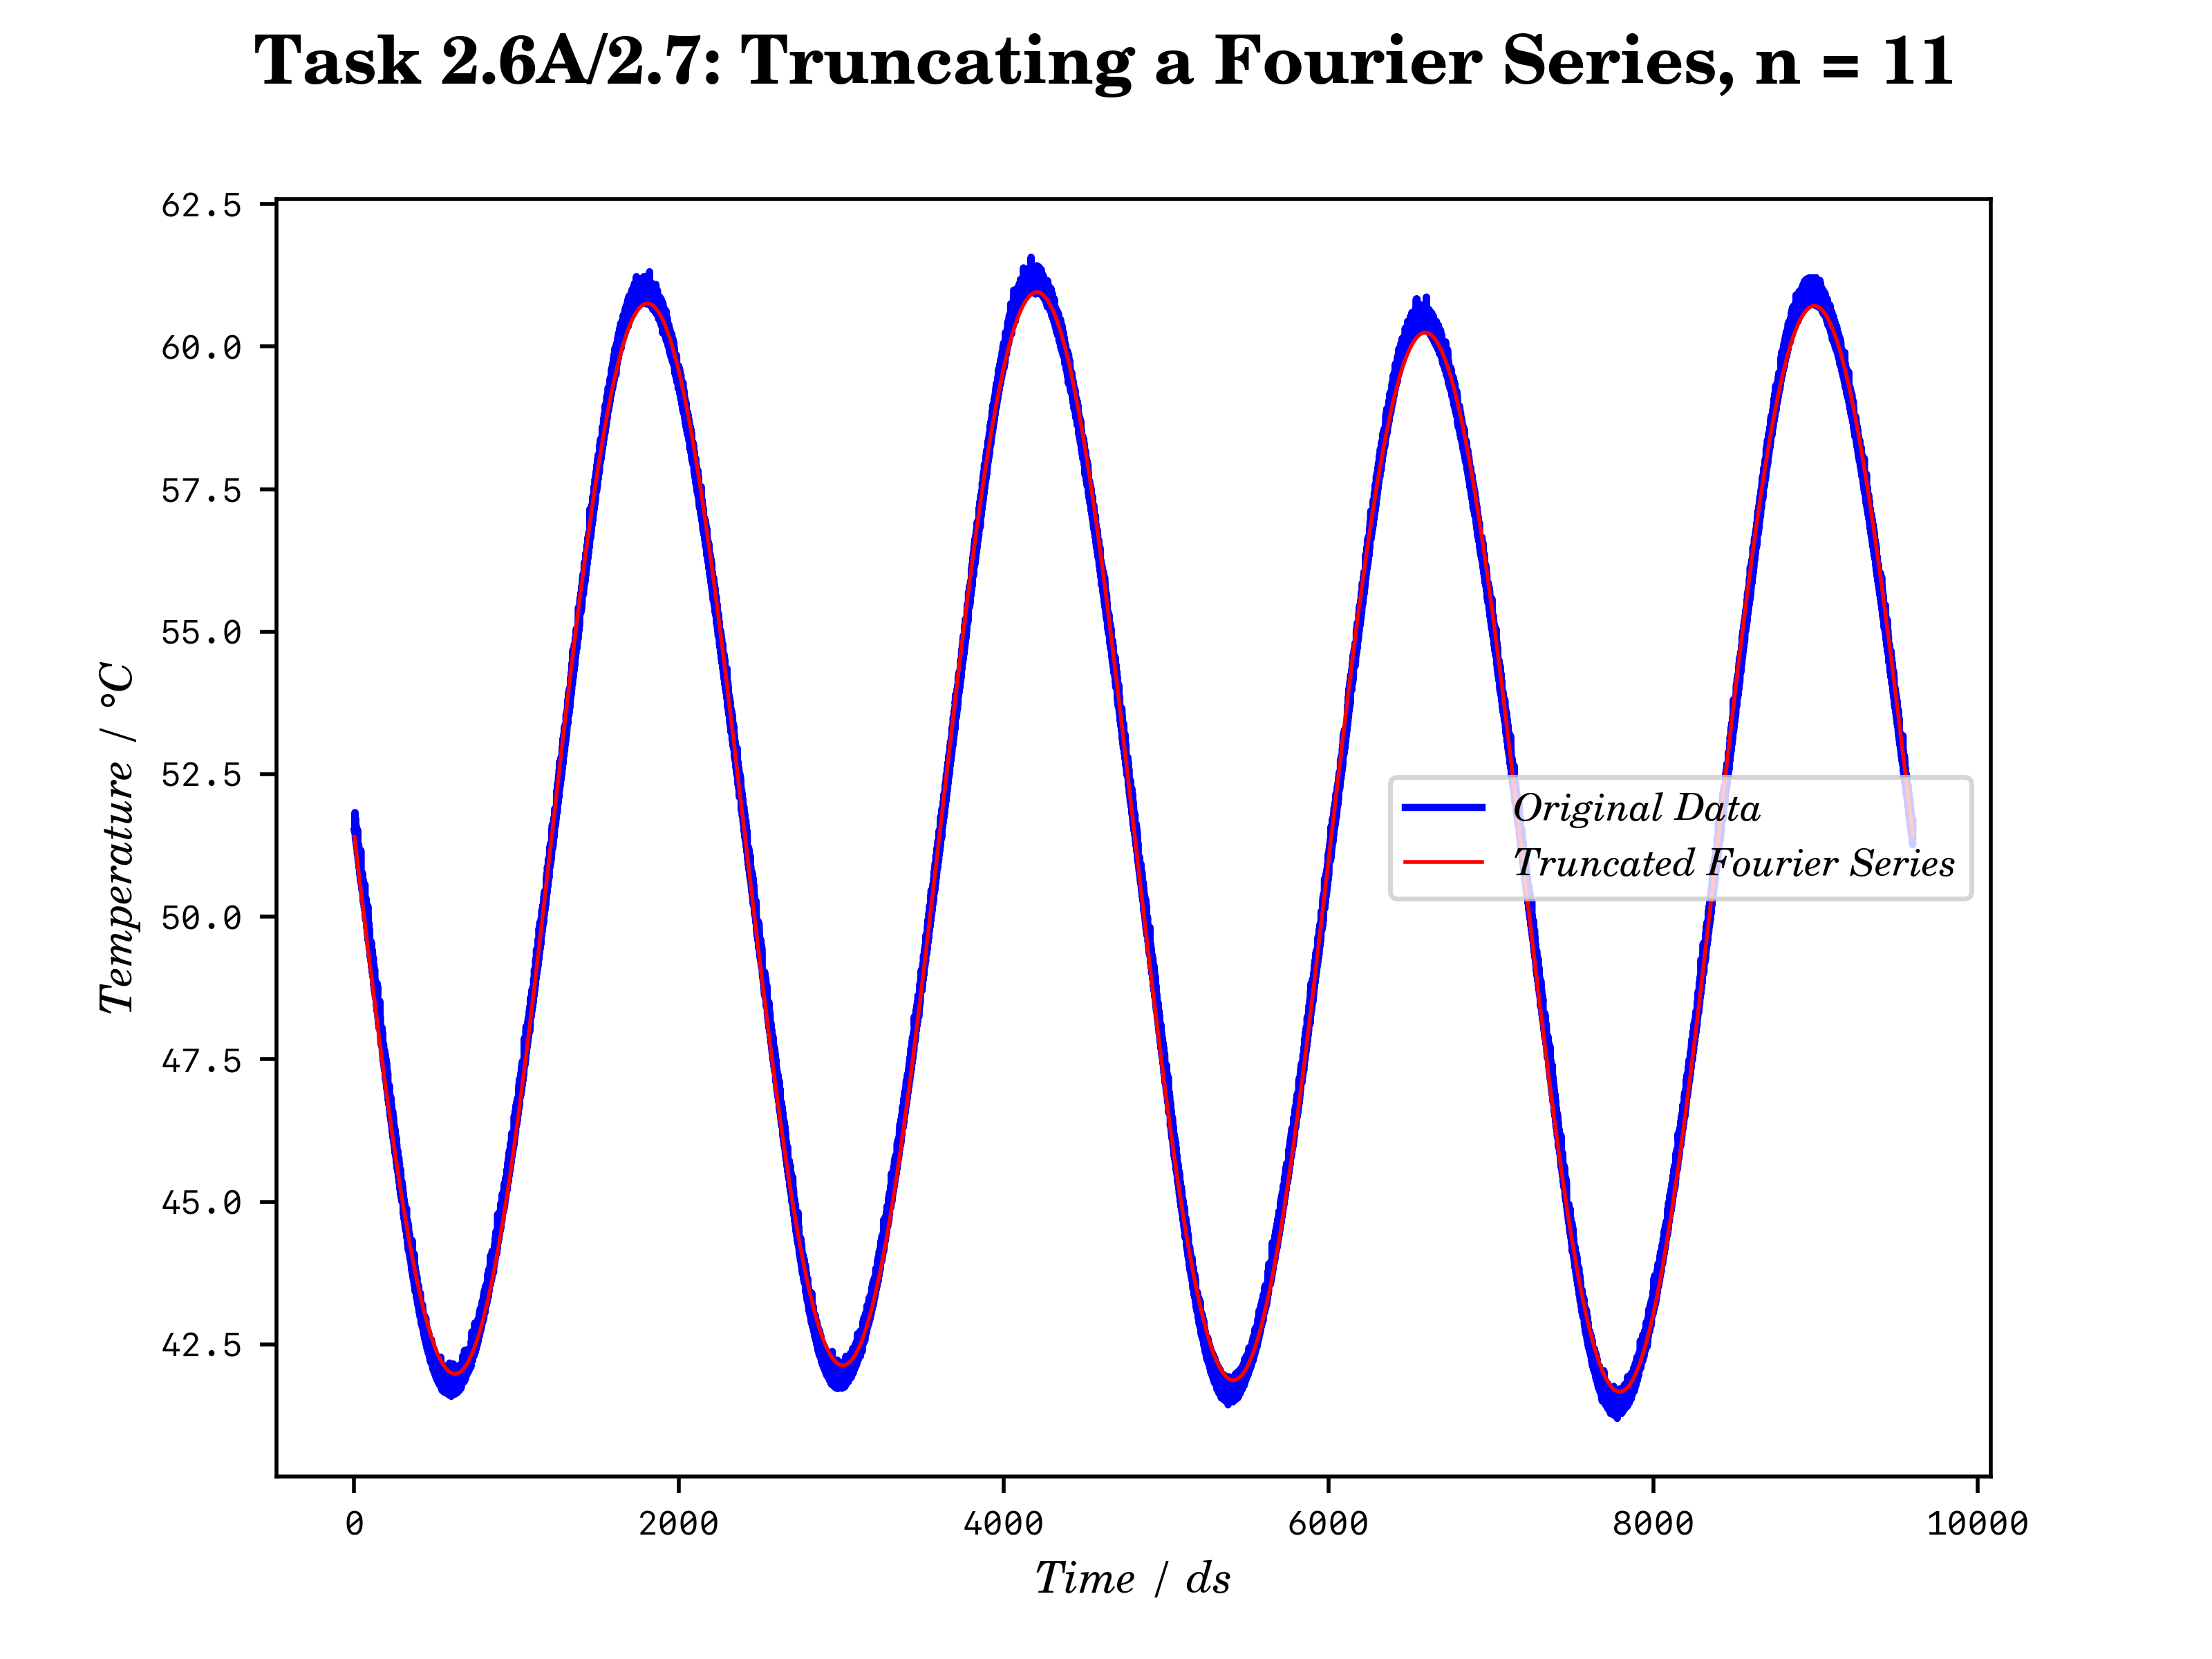 Task 2.6A/2.7: Truncating a Fourier Series, n = 11
62.5
60.0
57.5
55.0
52.5
50.0
47.5
45.0
42.5
Temperature / °C
Original Data
Truncated Fourier Series
0 2000 4000 6000 8000 10000
Time / ds